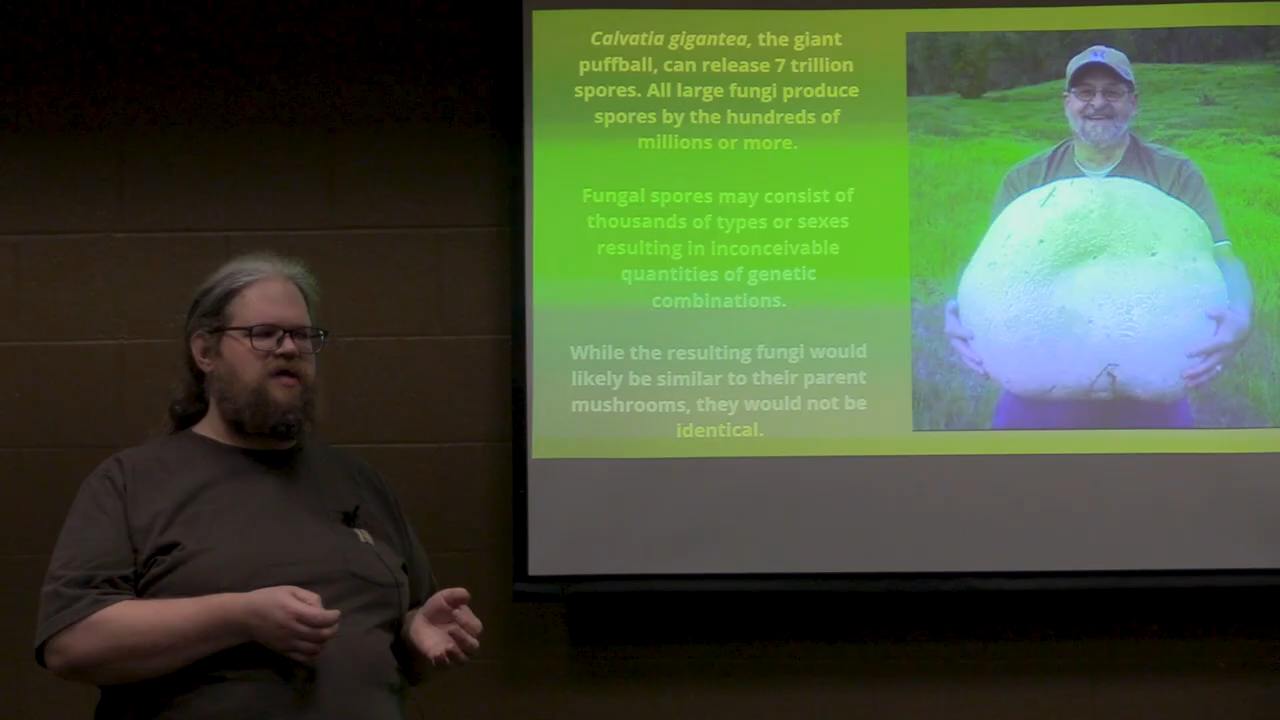 Calvatia gigantea, the giant
puffball, can release 7 trillion
spores. All large fungi produce
spores by the hundreds of
millions or more.
Fungal spores may consist of
thousands of types or sexes
resulting in inconceivable
quantities of genetic
combinations.
While the resulting fungi would
likely be similar to their parent
mushrooms, they would not be
identical.